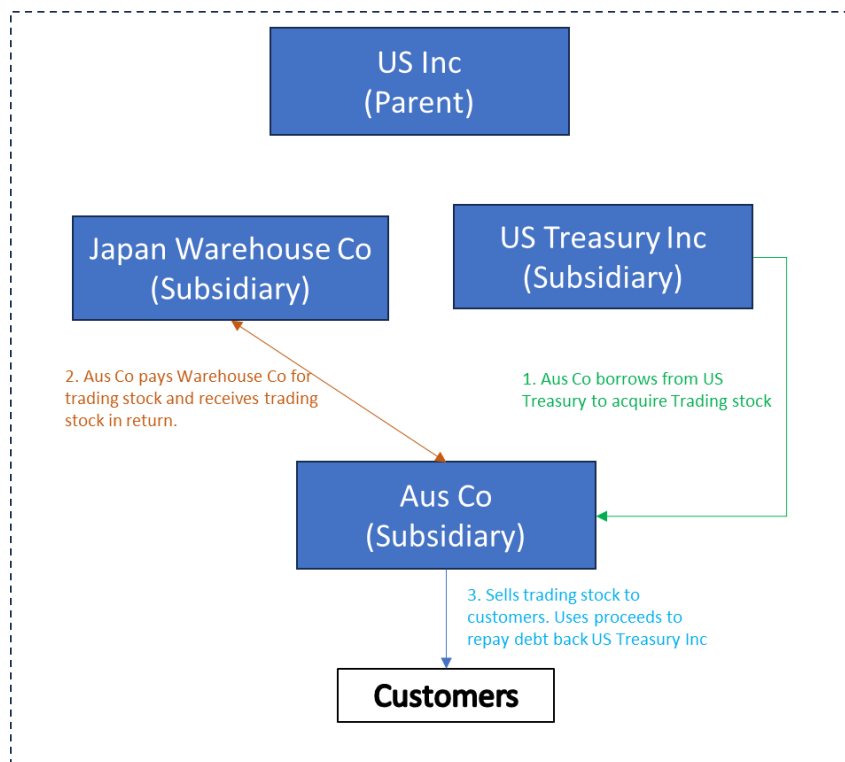 US Inc
(Parent)
Japan Warehouse Co
(Subsidiary)
US Treasury Inc
(Subsidiary)
2. Aus Co pays Warehouse Co for
trading stock and receives trading
stock in return.
1. Aus Co borrows from US
Treasury to acquire Trading stock
Aus Co
(Subsidiary)
3. Sells trading stock to
customers. Uses proceeds to
repay debt back US Treasury Inc
Customers